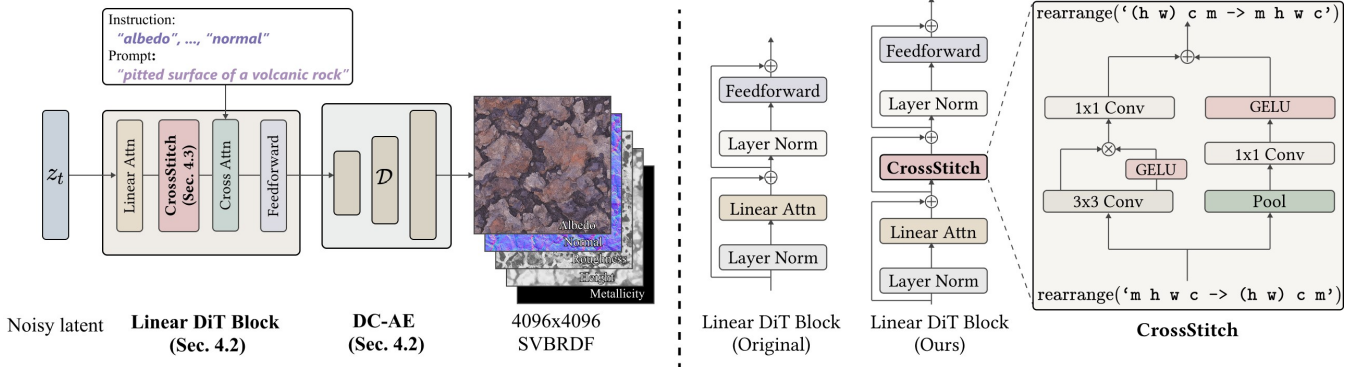 Instruction:
"albedo", ..., "normal"
Prompt:
"pitted surface of a volcanic rock"
z_t
Linear Attn
CrossStitch
(Sec. 4.3)
Cross Attn
Feedforward
D
Albedo
Normal
Roughness
Height
Metallicity
Noisy latent
Linear DiT Block
(Sec. 4.2)
DC-AE
(Sec. 4.2)
4096x4096
SVBRDF
Feedforward
Layer Norm
Linear Attn
Layer Norm
Linear DiT Block
(Original)
Feedforward
Layer Norm
CrossStitch
Linear Attn
Layer Norm
Linear DiT Block
(Ours)
rearrange(‘(h w) c m -> m h w c’)
1x1 Conv
GELU
GELU
1x1 Conv
3x3 Conv
Pool
rearrange(‘m h w c -> (h w) c m’)
CrossStitch